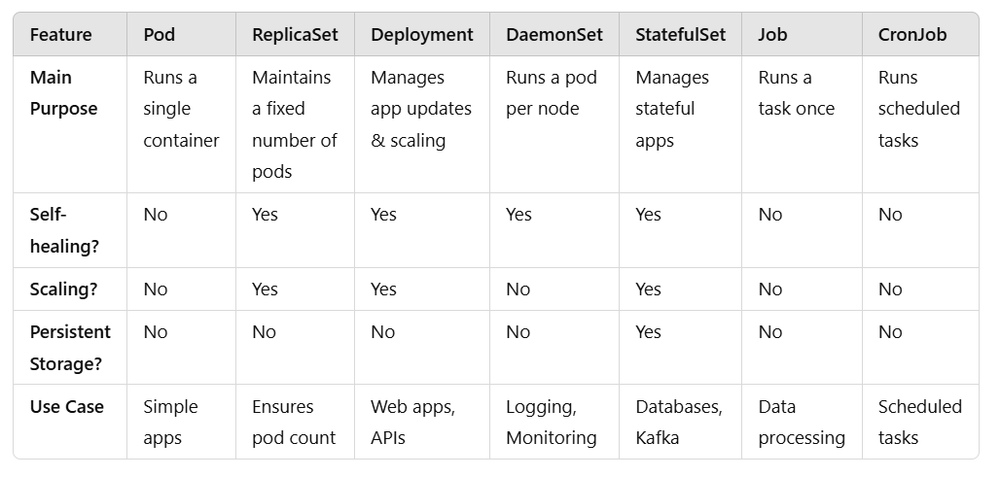 Feature Pod ReplicaSet Deployment DaemonSet StatefulSet Job CronJob
Main Runs a Maintains Manages Runs a pod Manages Runs a Runs
Purpose single a fixed app updates per node stateful task once scheduled
container number of & scaling apps tasks
pods
Self- No Yes Yes Yes Yes No No
healing?
Scaling? No Yes Yes No Yes No No
Persistent No No No No Yes No No
Storage?
Use Case Simple Ensures Web apps, Logging, Databases, Data Scheduled
apps pod count APIs Monitoring Kafka processing tasks